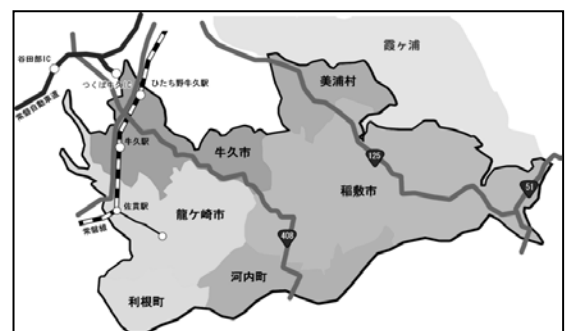 霞ヶ浦
谷田部IC
美浦村
つくば牛久IC
ひたち野牛久駅
常磐自動車道
牛久駅
牛久市
125
稲敷市
51
佐貫駅
龍ケ崎市
常磐線
408
河内町
利根町